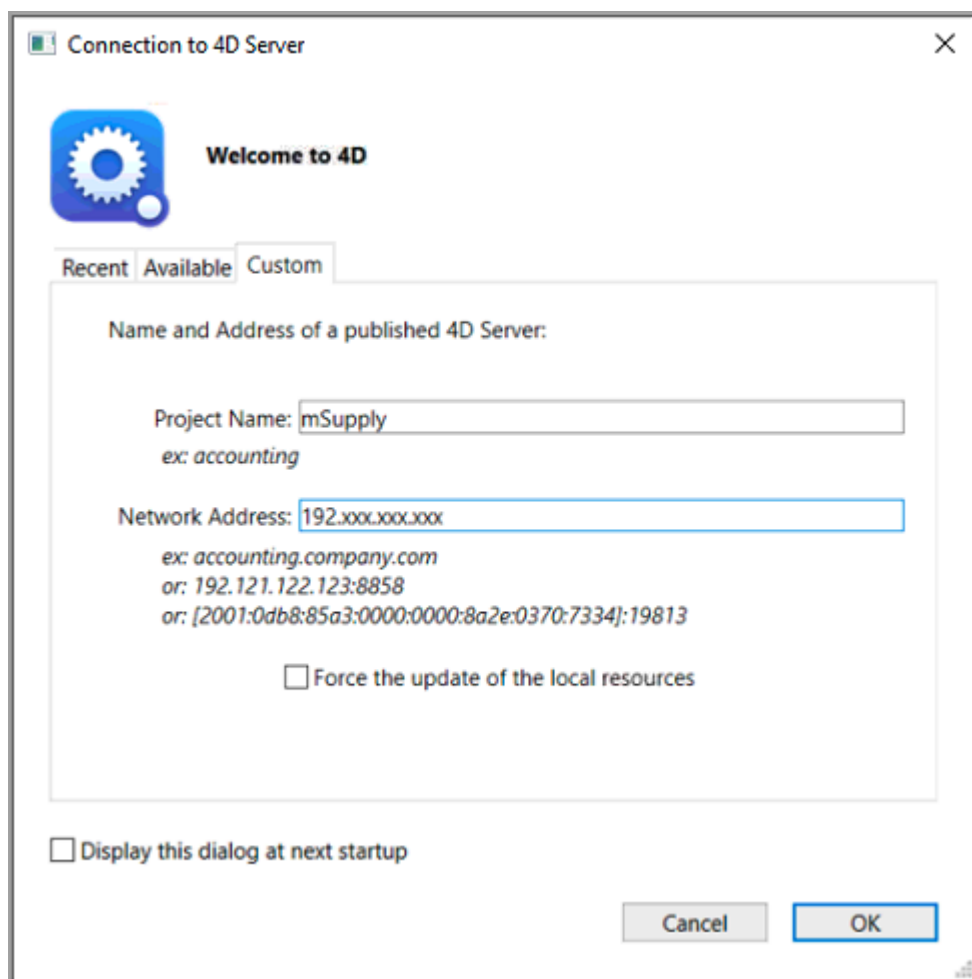 Connection to 4D Server
Welcome to 4D
Recent Available Custom
Name and Address of a published 4D Server:
Project Name: mSupply
ex: accounting
Network Address: 192.xxx.xxx.xxx
ex: accounting.company.com
or: 192.121.122.123:8858
or: [2001:0db8:85a3:0000:0000:8a2e:0370:7334]:19813
Force the update of the local resources
Display this dialog at next startup
Cancel OK